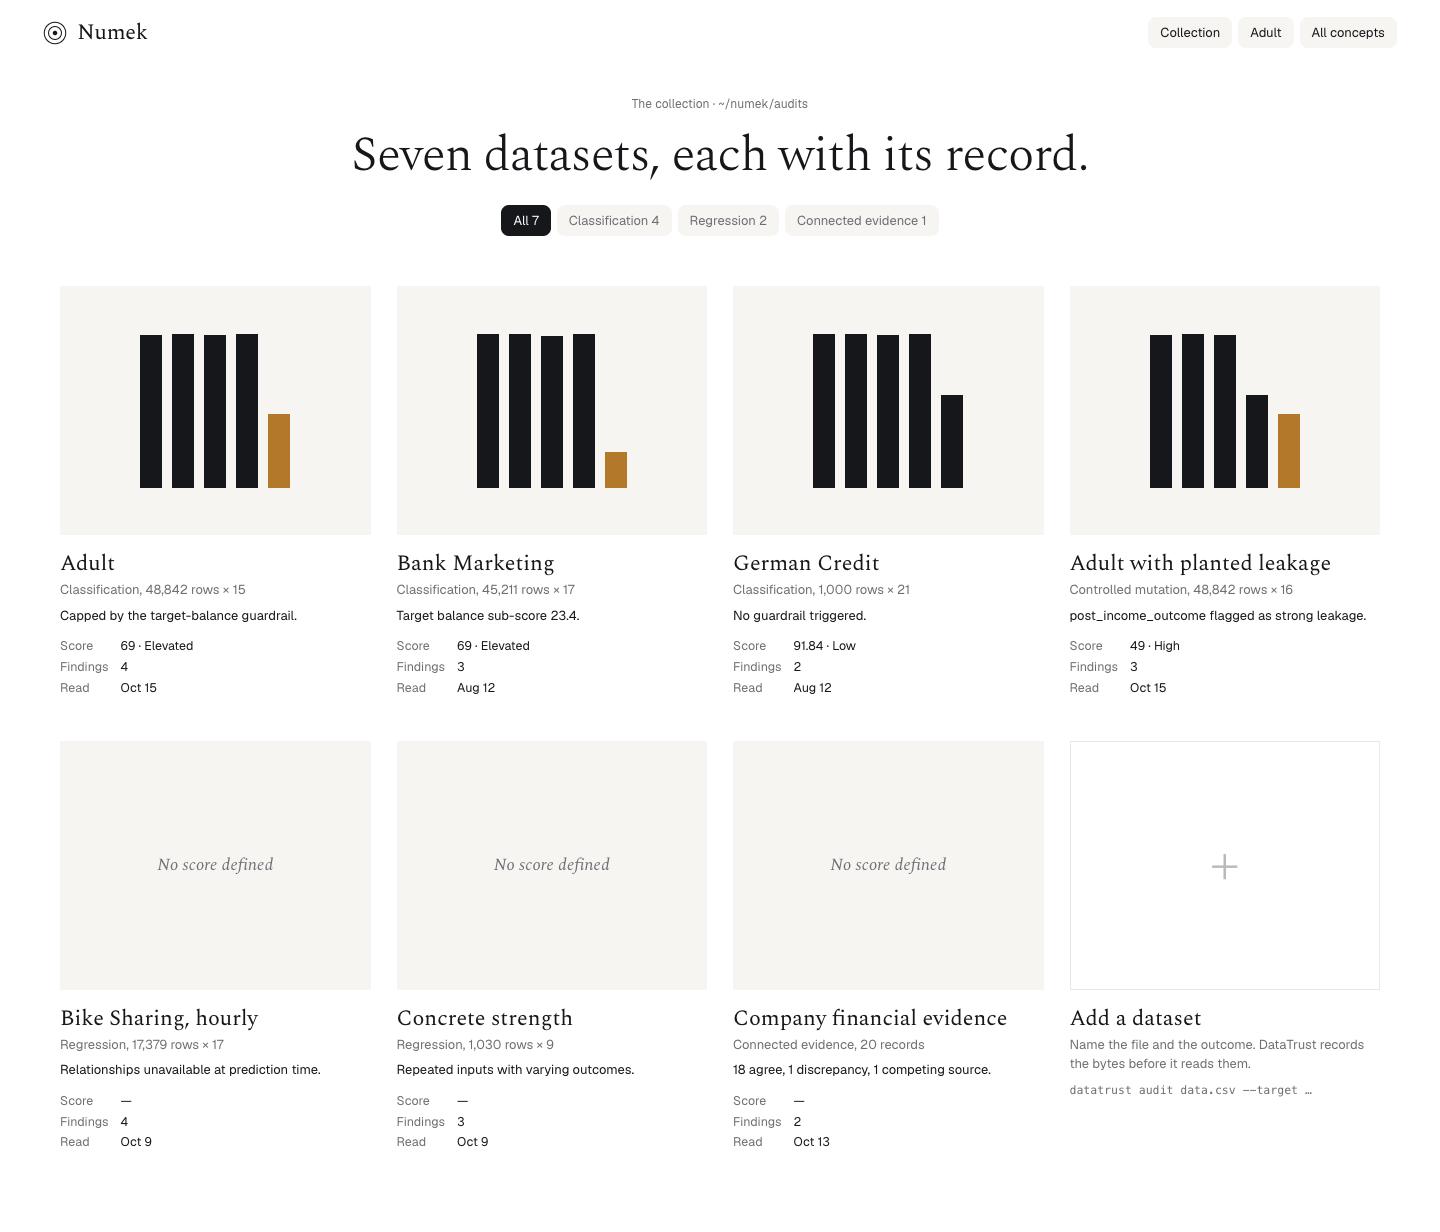 Numek
Collection
Adult
All concepts
The collection · ~/numek/audits
Seven datasets, each with its record.
All 7
Classification 4
Regression 2
Connected evidence 1
Adult
Classification, 48,842 rows × 15
Capped by the target-balance guardrail.
Score 69 · Elevated
Findings 4
Read Oct 15
Bank Marketing
Classification, 45,211 rows × 17
Target balance sub-score 23.4.
Score 69 · Elevated
Findings 3
Read Aug 12
German Credit
Classification, 1,000 rows × 21
No guardrail triggered.
Score 91.84 · Low
Findings 2
Read Aug 12
Adult with planted leakage
Controlled mutation, 48,842 rows × 16
post_income_outcome flagged as strong leakage.
Score 49 · High
Findings 3
Read Oct 15
No score defined
Bike Sharing, hourly
Regression, 17,379 rows × 17
Relationships unavailable at prediction time.
Score —
Findings 4
Read Oct 9
No score defined
Concrete strength
Regression, 1,030 rows × 9
Repeated inputs with varying outcomes.
Score —
Findings 3
Read Oct 9
No score defined
Company financial evidence
Connected evidence, 20 records
18 agree, 1 discrepancy, 1 competing source.
Score —
Findings 2
Read Oct 13
+
Add a dataset
Name the file and the outcome. DataTrust records
the bytes before it reads them.
datatrust audit data.csv --target …